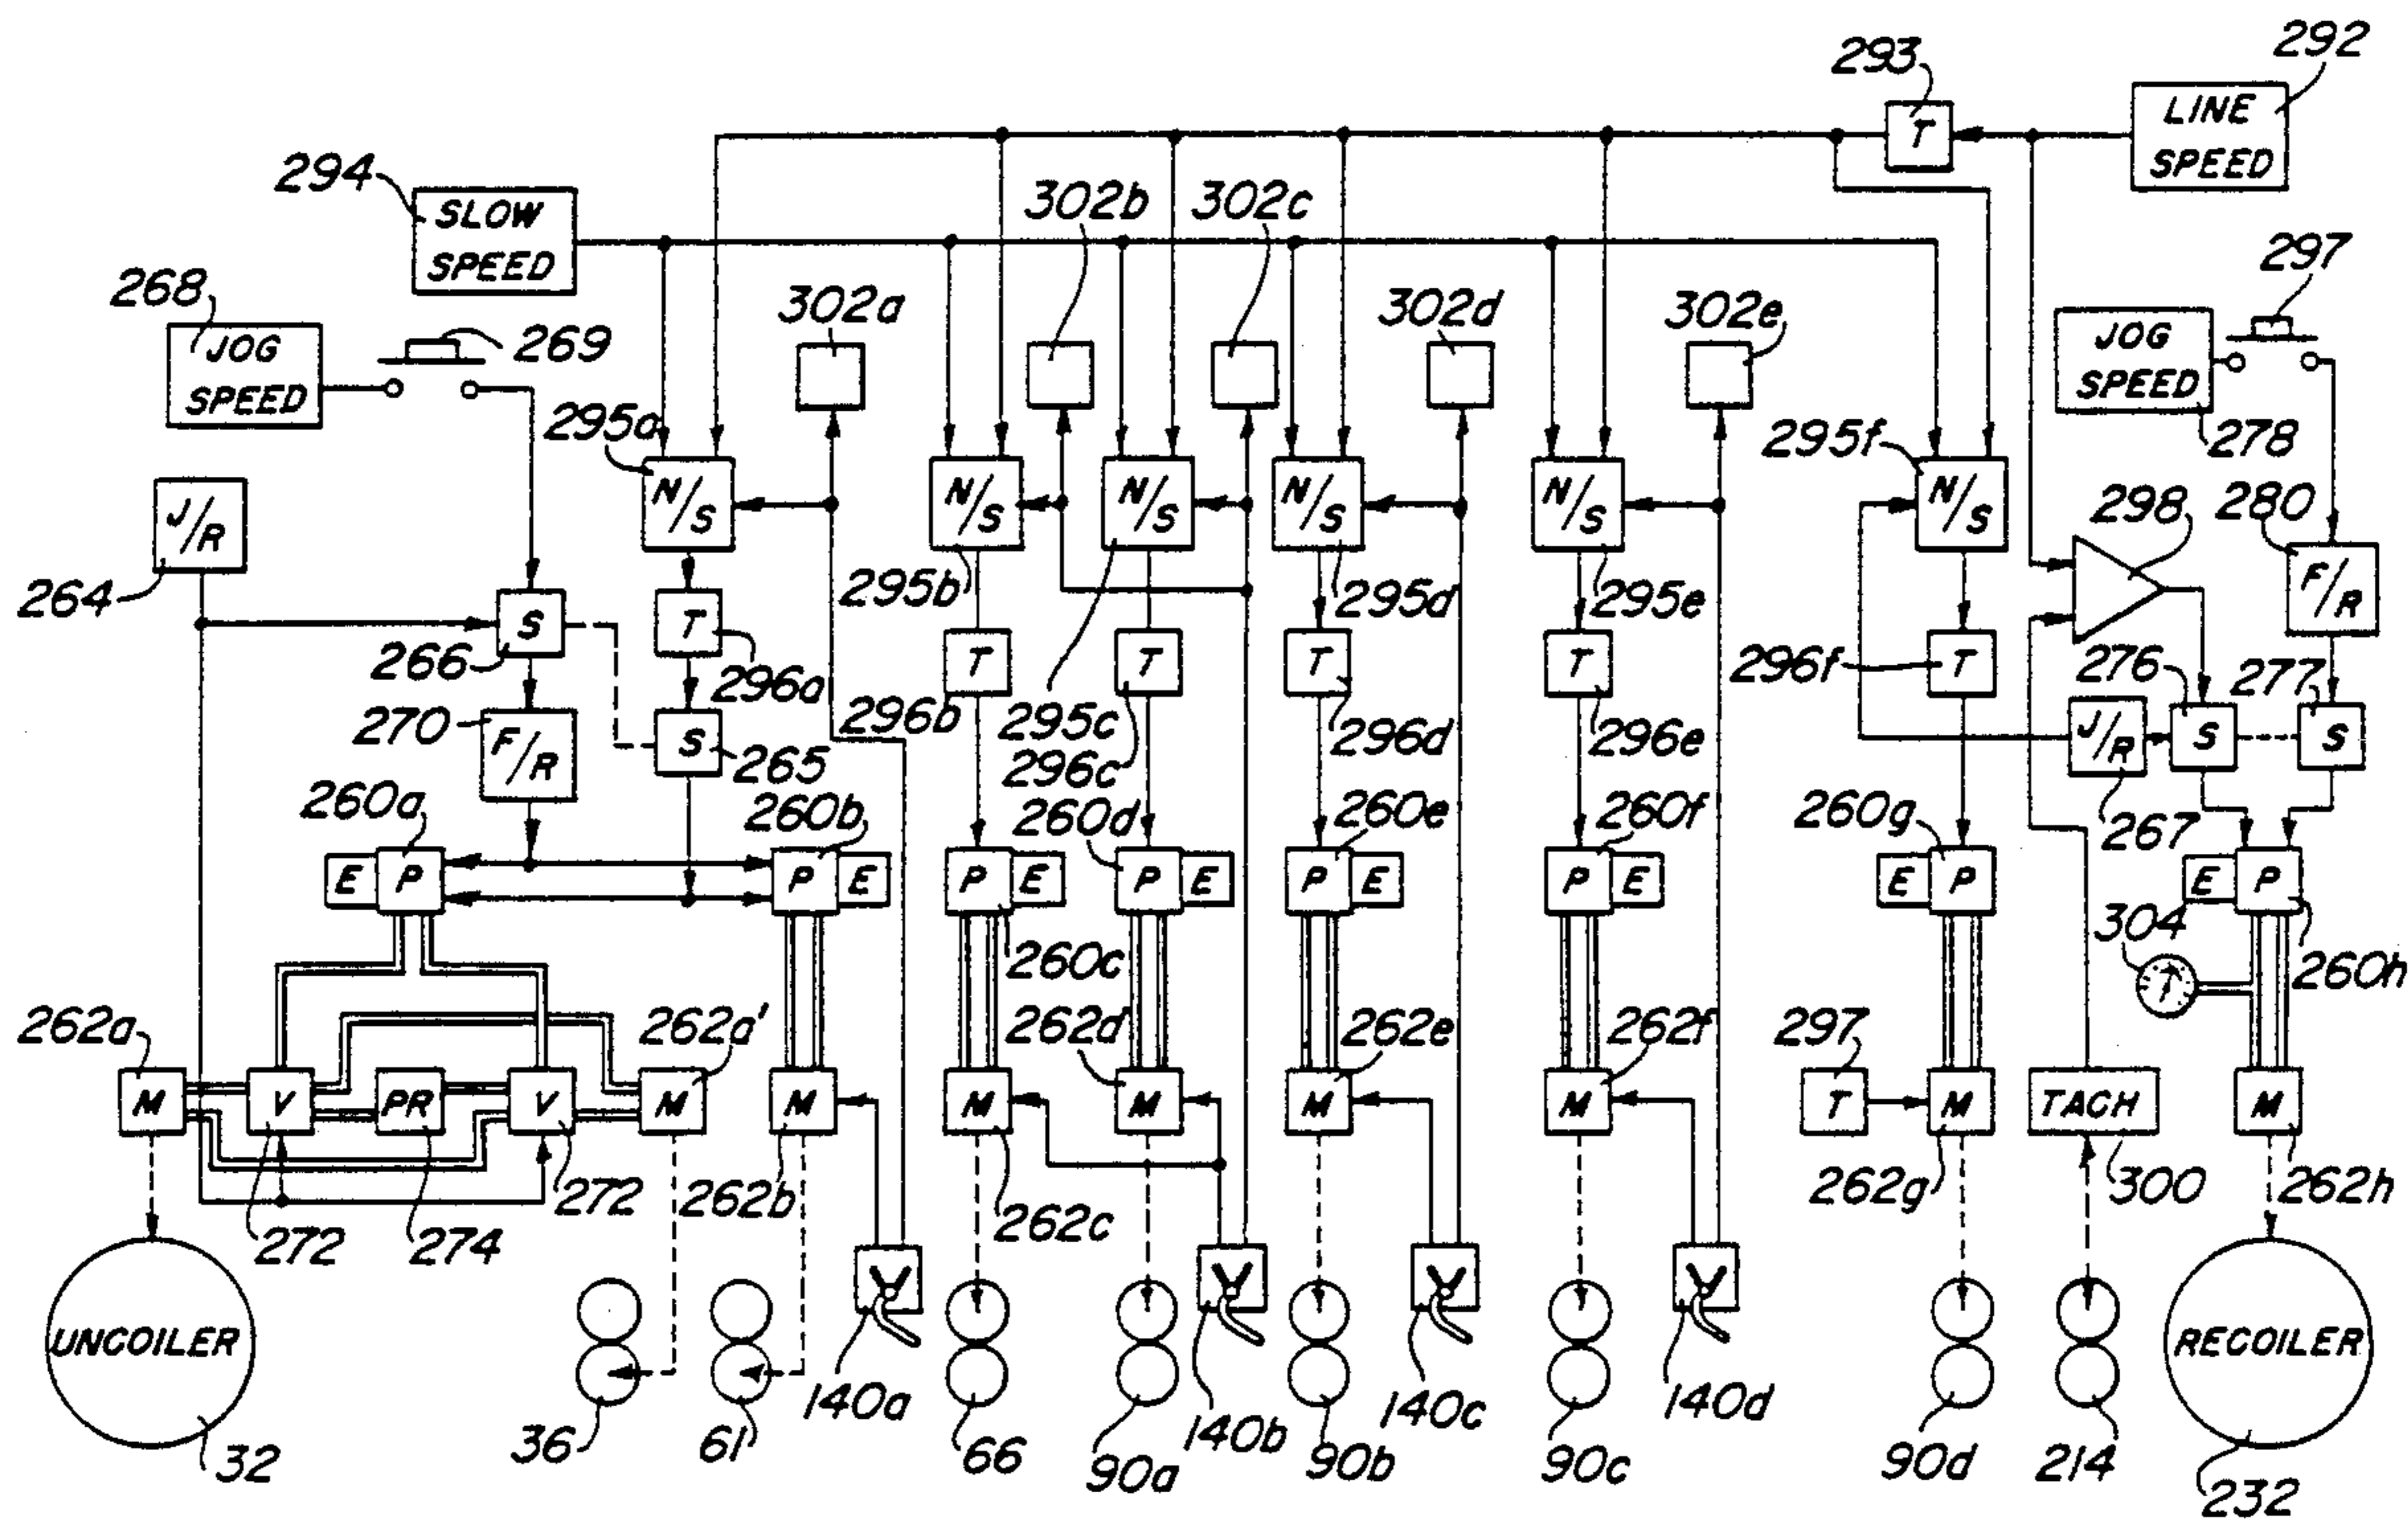 292
293
LINE
SPEED
T
294
SLOW
SPEED
302b
302c
297
268
302a
302d
302e
JOG
SPEED
269
JOG
SPEED
278
295a
295f
J/R
N/S
N/S
N/S
N/S
N/S
N/S
298
280
264
295b
295d
295e
F/R
S
266
T
296a
T
T
T
T
296f
T
276
277
270
F/R
S
265
296b
295c
296c
296d
296e
J/R
S
S
267
260a
260b
260d
260e
260f
260g
E
P
P
E
P
E
P
E
P
E
P
E
E
P
E
P
304
260c
260h
262a
262a'
262d
262e
262f
297
M
V
PR
V
M
M
M
M
M
M
T
M
TACH
M
272
274
272
262b
262c
262g
300
262h
UNCOILER
RECOILER
32
36
61
140a
66
90a
140b
90b
140c
90c
140d
90d
214
232